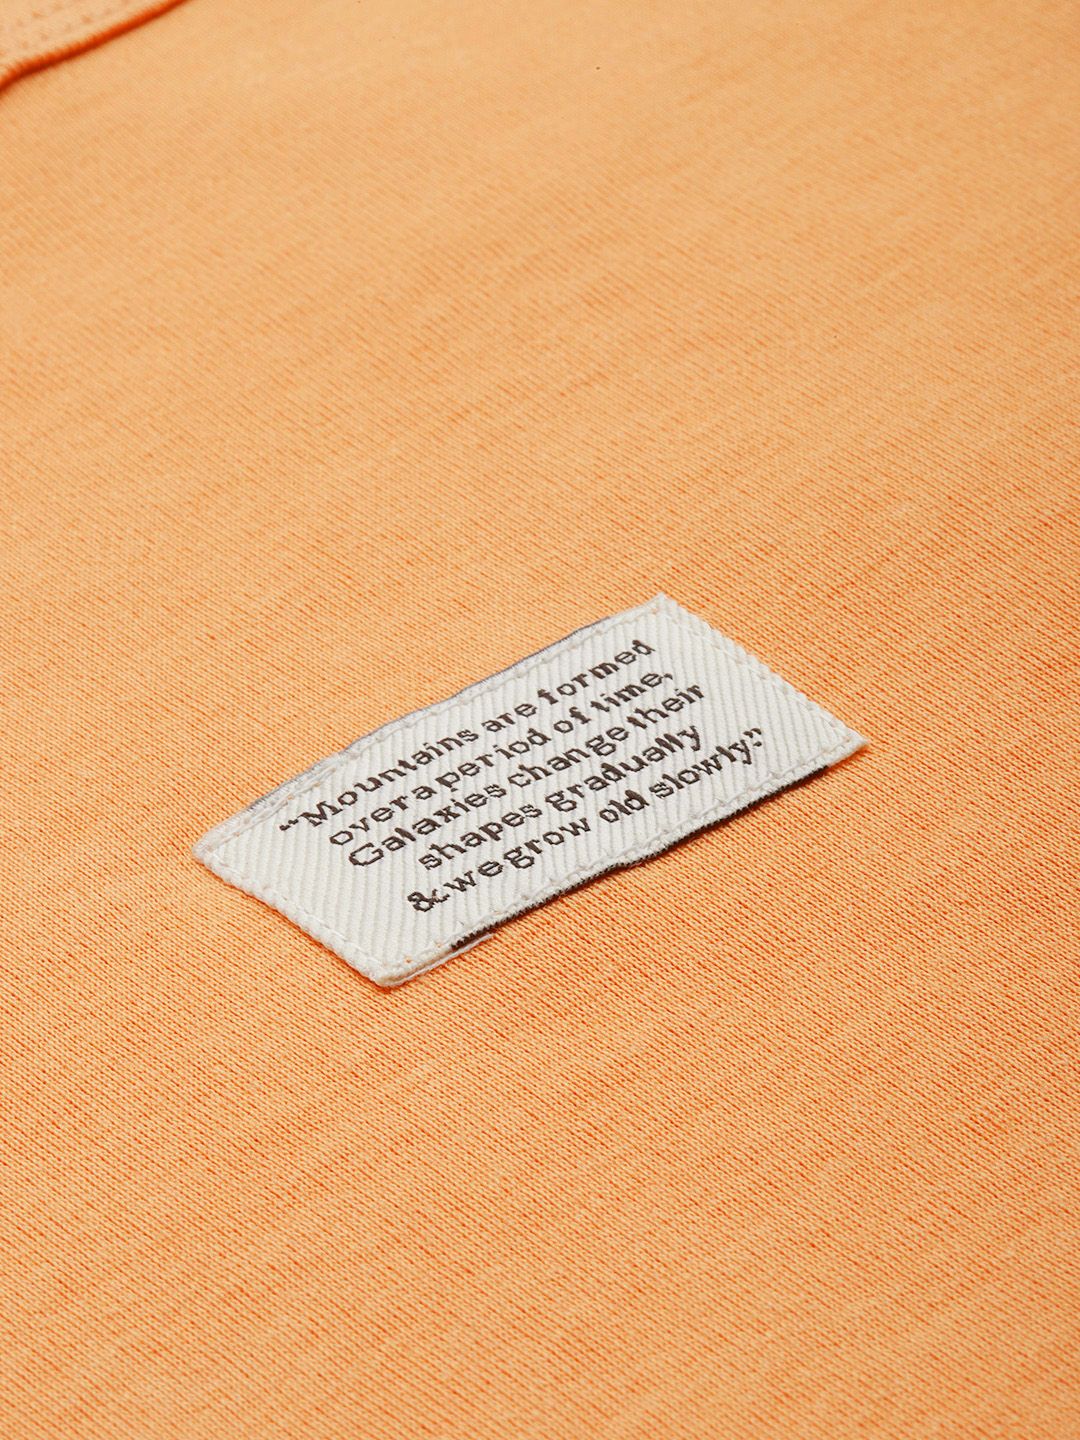 “Mountains are formed
over a period of time,
Galaxies change their
shapes gradually
& we grow old slowly.”